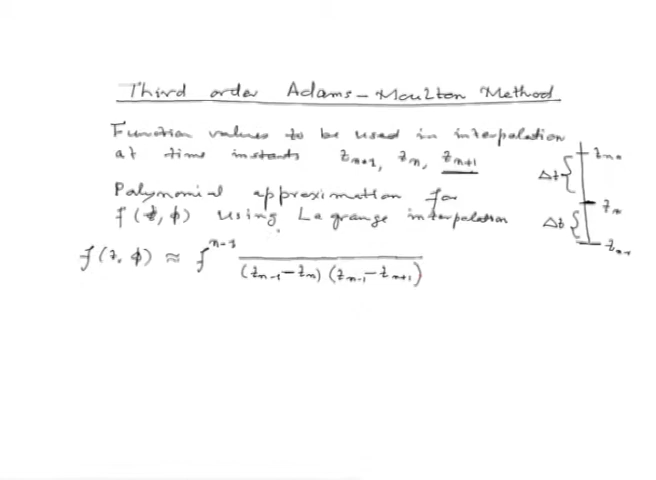 Third order Adams-Moulton Method
Function values to be used in interpolation
at time instants t_{n+1}, t_n, t_{n+1}
Polynomial approximation for
f(t, φ) using Lagrange interpolation
f(t, φ) ≈ f^{n-1} / (t_{n-1} - t_n) (t_{n-1} - t_{n+1})
Δt
t_n
Δt
t_{n-1}